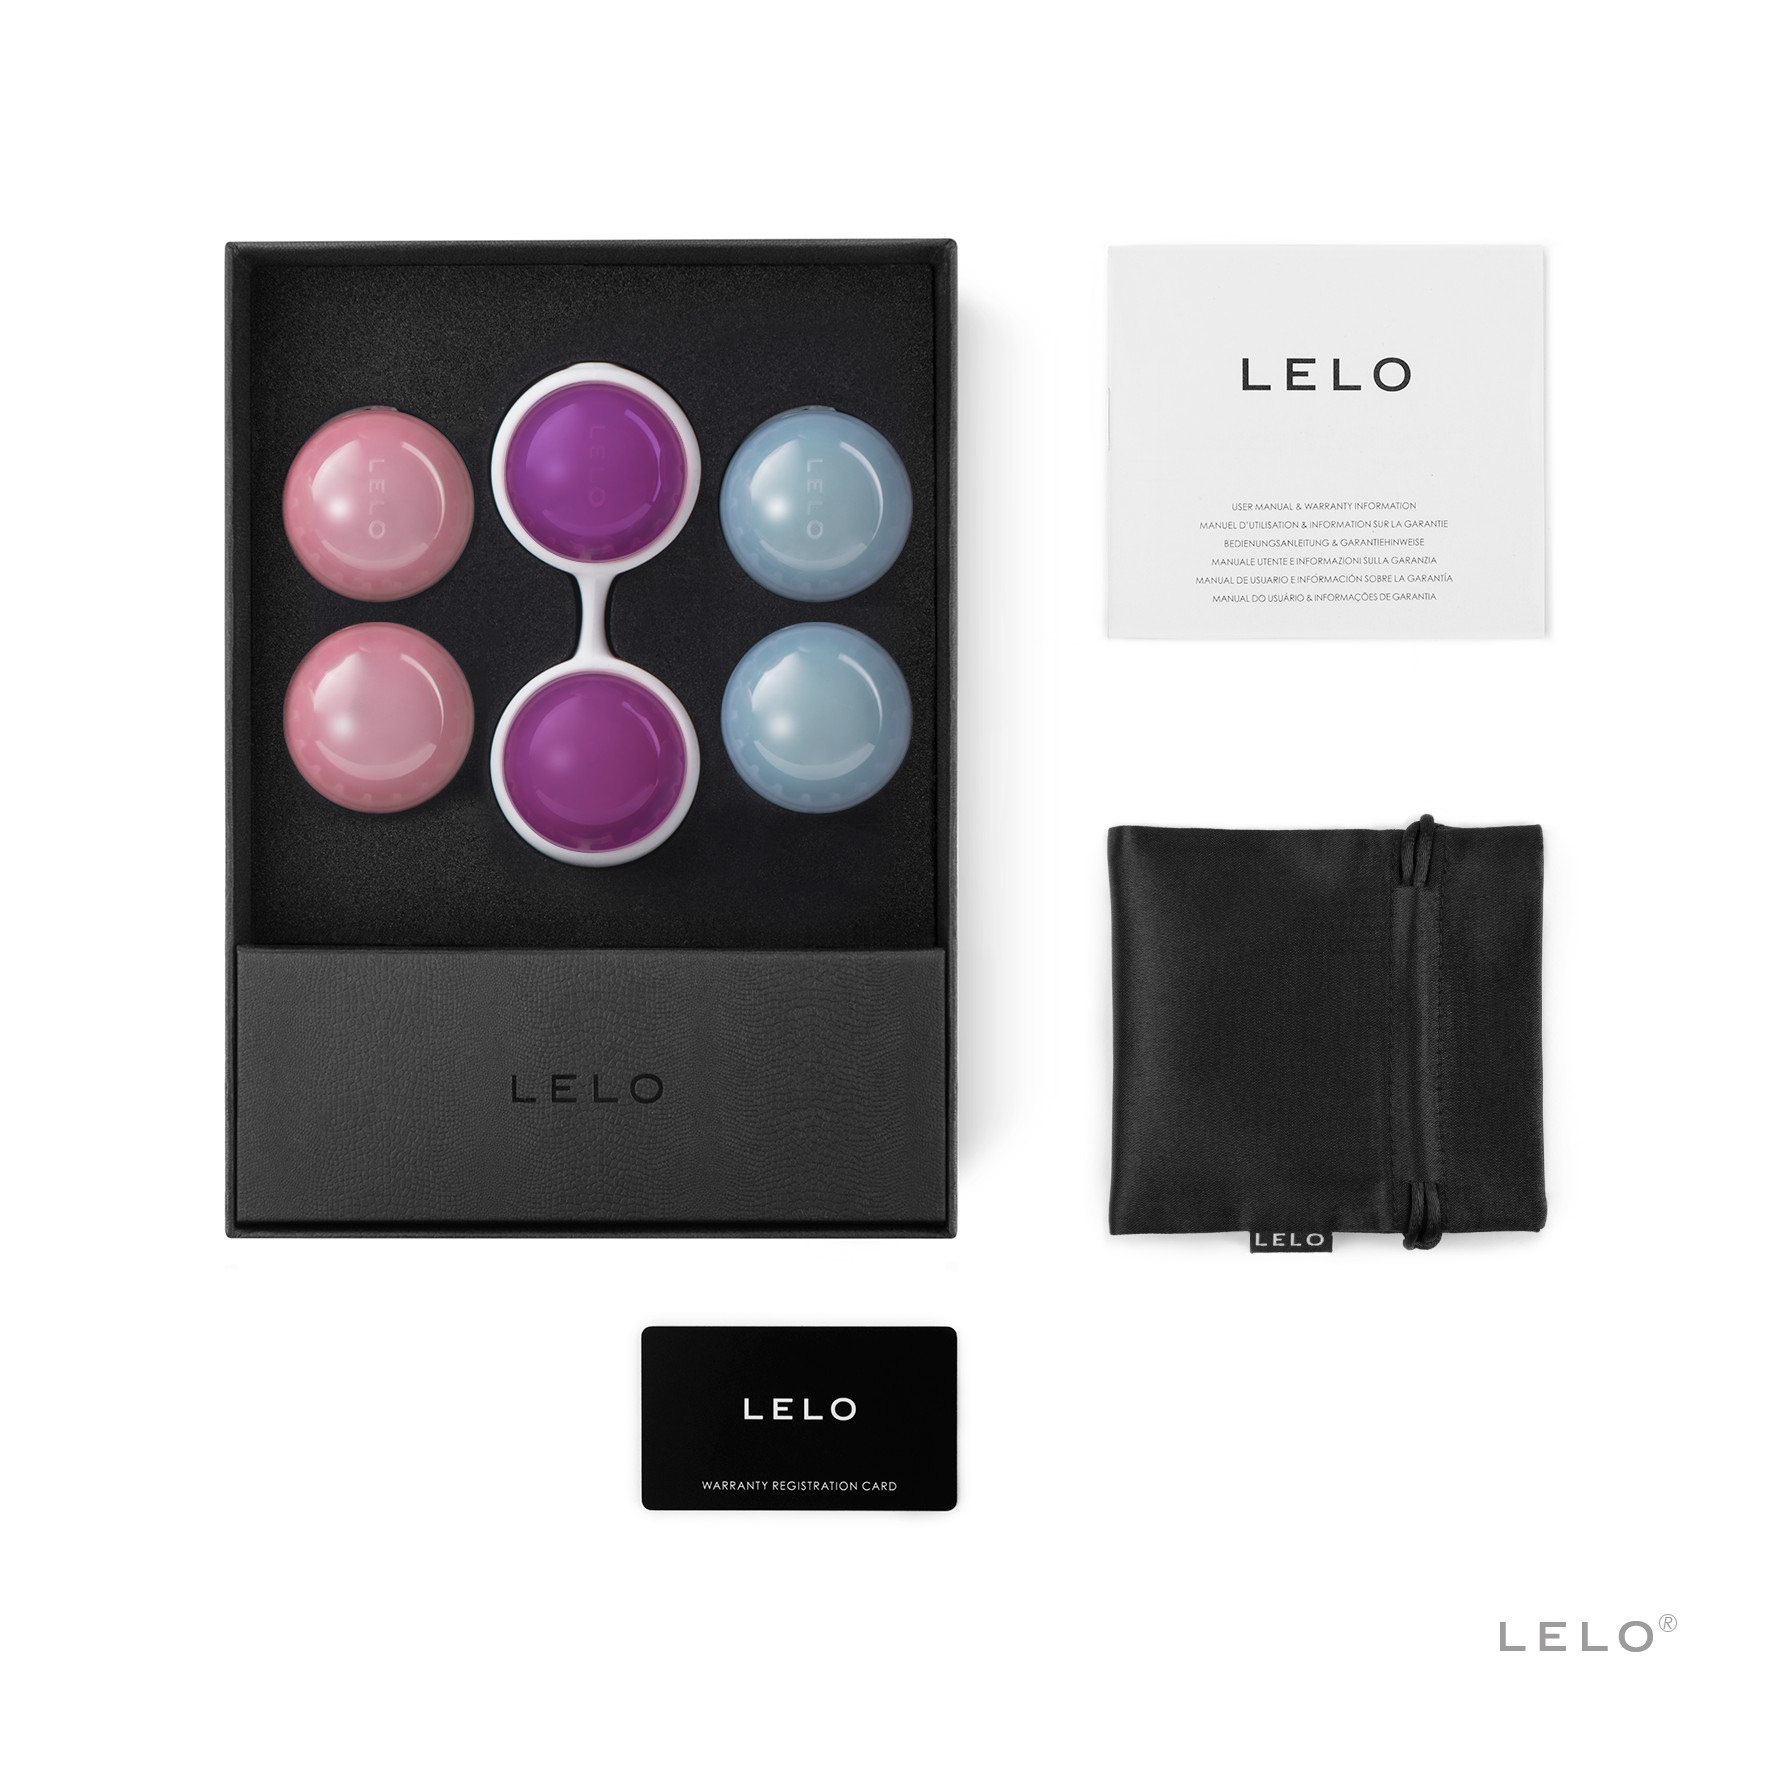 LELO
LELO
LELO
LELO
USER MANUAL & WARRANTY INFORMATION
MANUEL D'UTILISATION & INFORMATION SUR LA GARANTIE
BEDIENUNGSANLEITUNG & GARANTIEHINWEISE
MANUALE UTENTE E INFORMAZIONI SULLA GARANZIA
MANUAL DE USUARIO E INFORMACIÓN SOBRE LA GARANTÍA
MANUAL DO USUÁRIO & INFORMAÇÕES DE GARANTIA
LELO
LELO
LELO
WARRANTY REGISTRATION CARD
LELO®